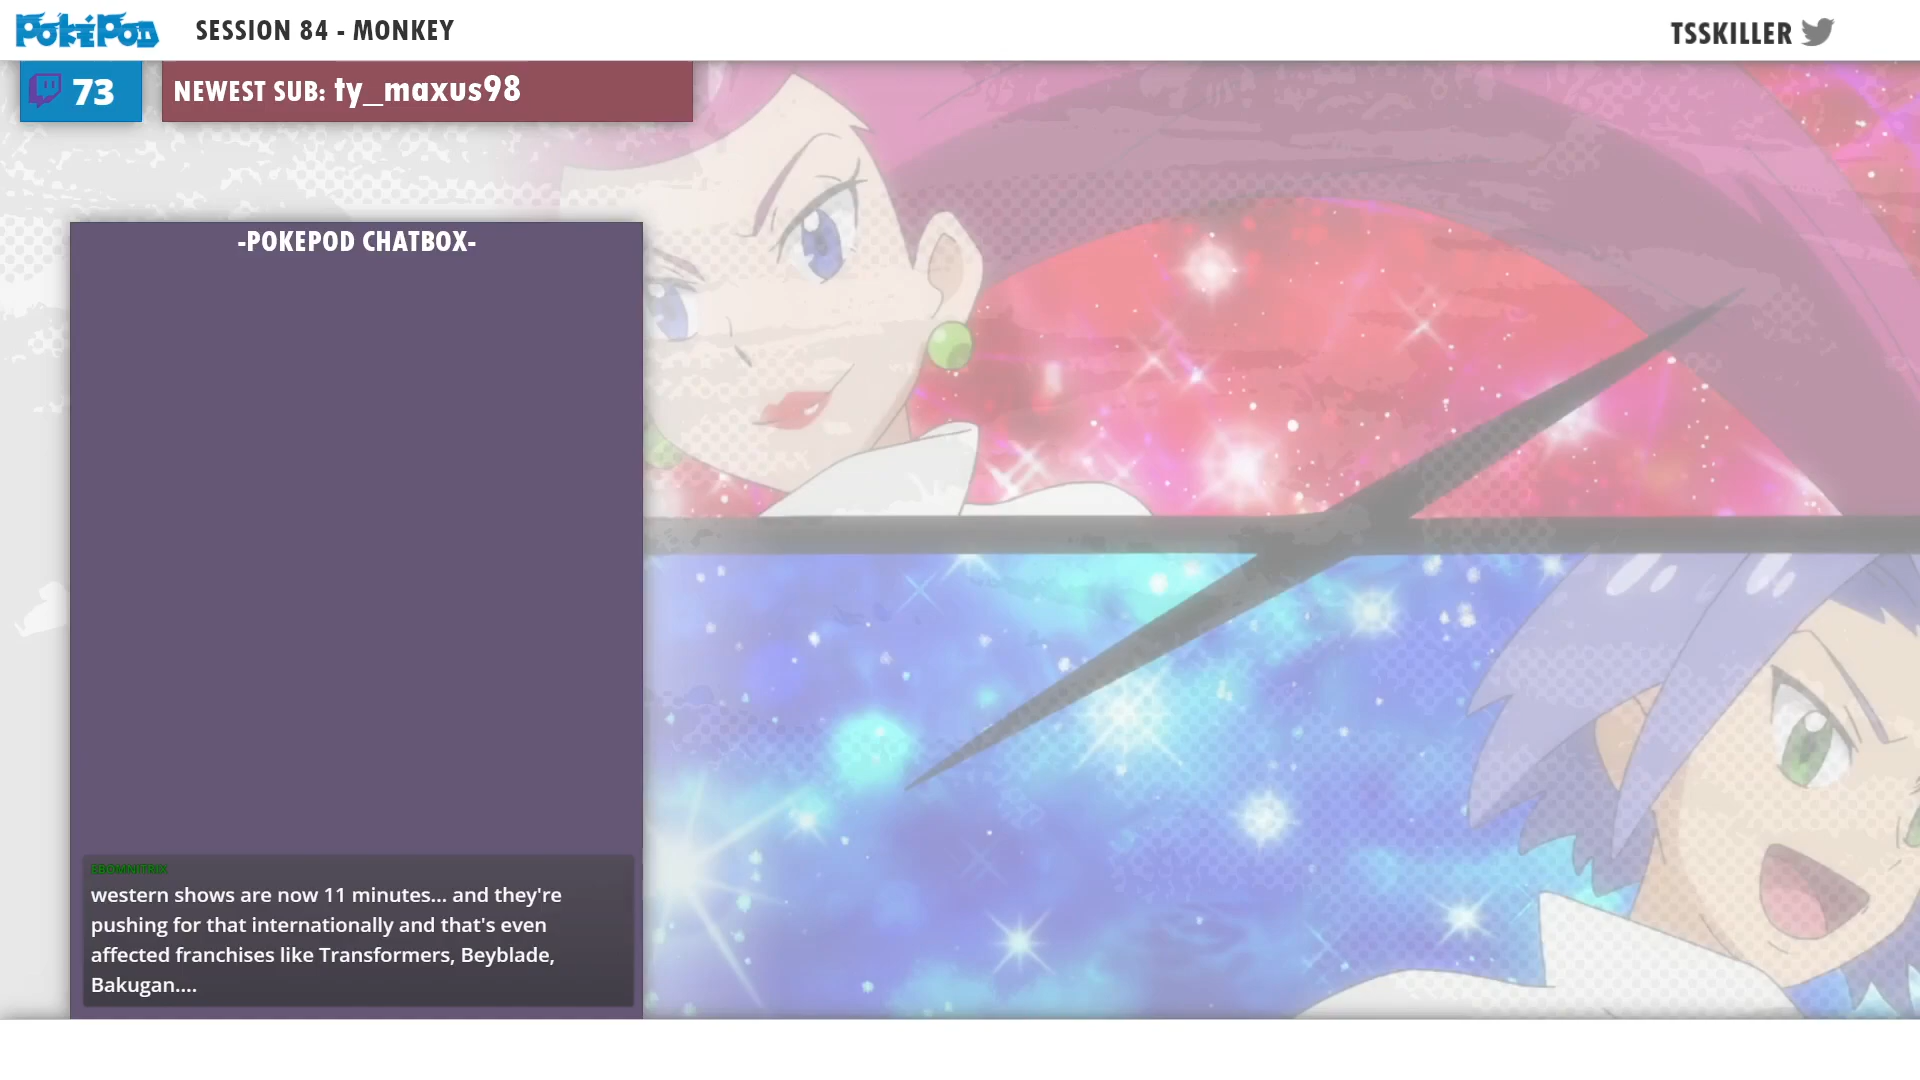 PokéPod
SESSION 84 - MONKEY
TSSKILLER
73
NEWEST SUB: ty_maxus98
-POKEPOD CHATBOX-
EBOMNITRIX
western shows are now 11 minutes... and they're
pushing for that internationally and that's even
affected franchises like Transformers, Beyblade,
Bakugan....